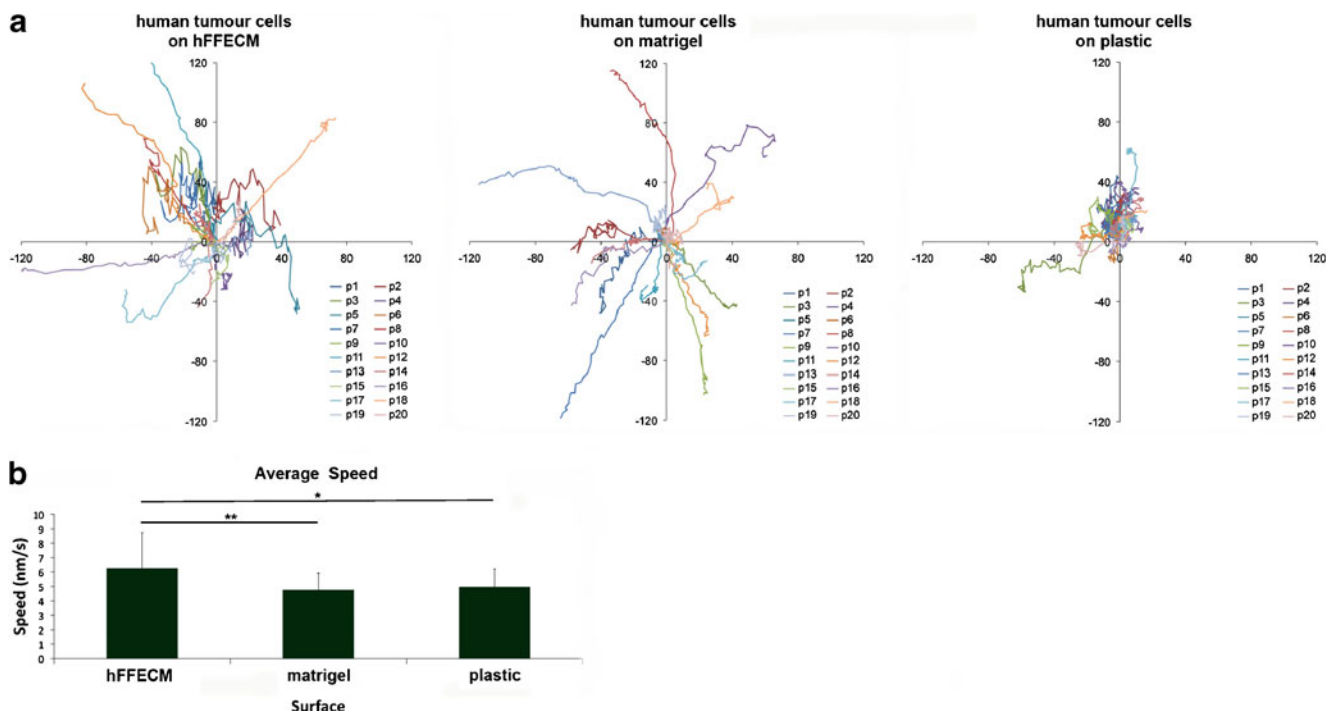 a
human tumour cells
on hFFECM
120
80
40
0
-120 -80 -40 0 40 80 120
-40
-80
-120
p1 p2
p3 p4
p5 p6
p7 p8
p9 p10
p11 p12
p13 p14
p15 p16
p17 p18
p19 p20
human tumour cells
on matrigel
120
80
40
0
-120 -80 -40 0 40 80 120
-40
-80
-120
p1 p2
p3 p4
p5 p6
p7 p8
p9 p10
p11 p12
p13 p14
p15 p16
p17 p18
p19 p20
human tumour cells
on plastic
120
80
40
0
-120 -80 -40 0 40 80 120
-40
-80
-120
p1 p2
p3 p4
p5 p6
p7 p8
p9 p10
p11 p12
p13 p14
p15 p16
p17 p18
p19 p20
b
Average Speed
*
**
Speed (nm/s)
10
9
8
7
6
5
4
3
2
1
0
hFFECM matrigel plastic
Surface